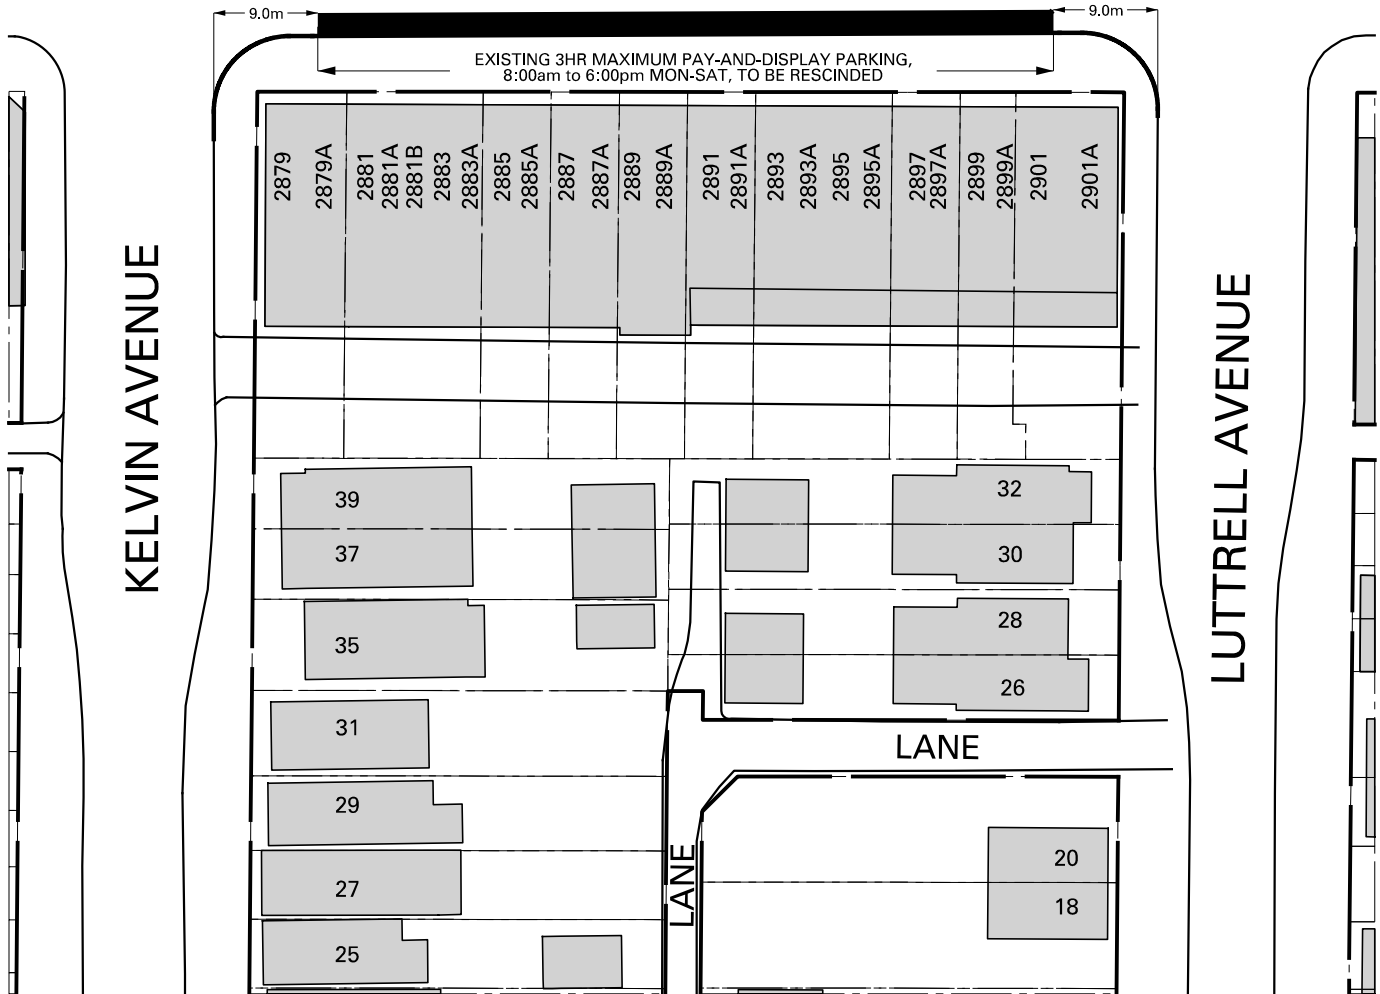 9.0m
9.0m
EXISTING 3HR MAXIMUM PAY-AND-DISPLAY PARKING,
8:00am to 6:00pm MON-SAT, TO BE RESCINDED
2879
2879A
2881
2881A
2881B
2883
2883A
2885
2885A
2887
2887A
2889
2889A
2891
2891A
2893
2893A
2895
2895A
2897
2897A
2899
2899A
2901
2901A
KELVIN AVENUE
LUTTRELL AVENUE
39
37
35
31
29
27
25
32
30
28
26
LANE
LANE
20
18